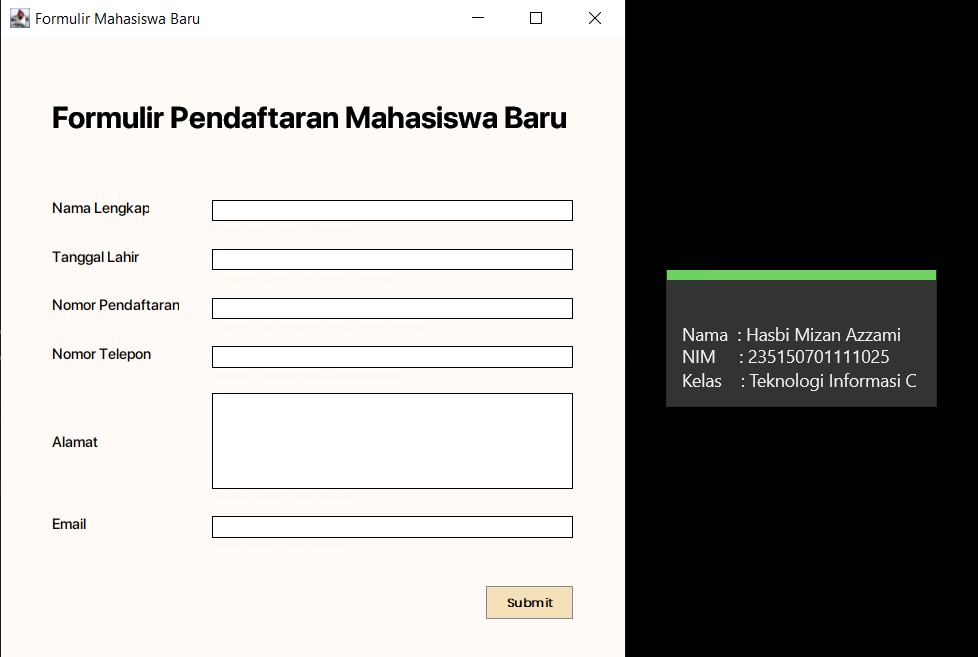 Formulir Mahasiswa Baru
Formulir Pendaftaran Mahasiswa Baru
Nama Lengkap
Tanggal Lahir
Nomor Pendaftaran
Nomor Telepon
Alamat
Email
Submit
Nama : Hasbi Mizan Azzami
NIM : 235150701111025
Kelas : Teknologi Informasi C